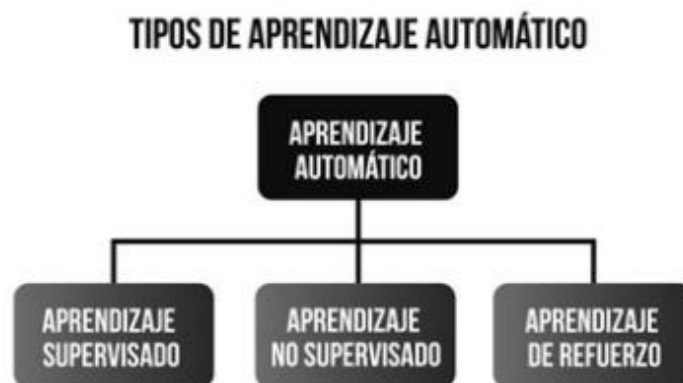 TIPOS DE APRENDIZAJE AUTOMÁTICO
APRENDIZAJE
AUTOMÁTICO
APRENDIZAJE
SUPERVISADO
APRENDIZAJE
NO SUPERVISADO
APRENDIZAJE
DE REFUERZO